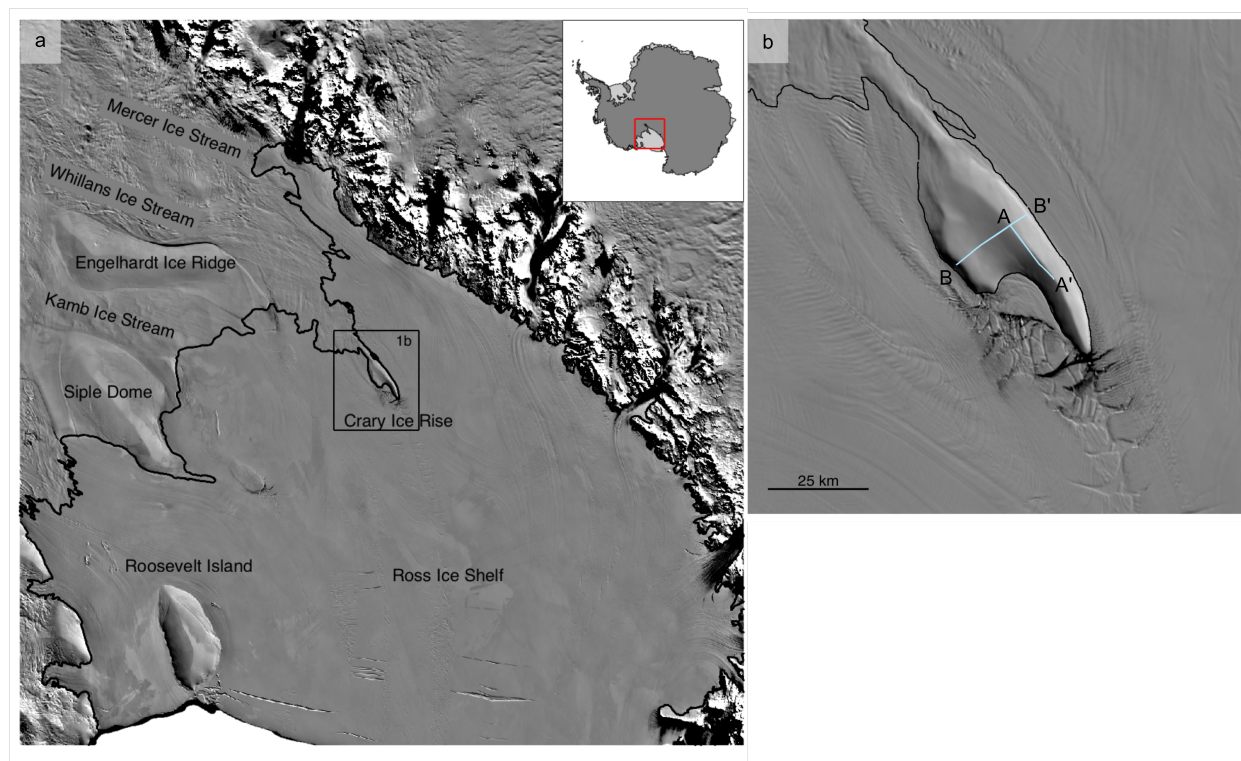 a
Mercer Ice Stream
Whillans Ice Stream
Engelhardt Ice Ridge
Kamb Ice Stream
1b
Siple Dome
Crary Ice Rise
Roosevelt Island
Ross Ice Shelf
b
A
B'
B
A'
25 km